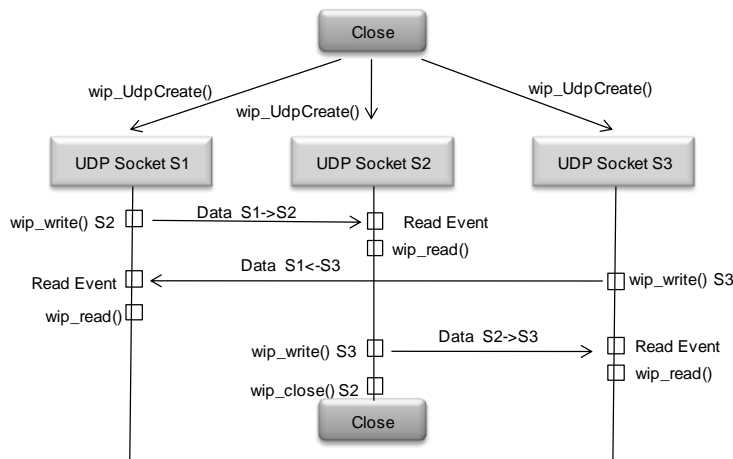 Close
wip_UdpCreate()
wip_UdpCreate()
wip_UdpCreate()
UDP Socket S1
UDP Socket S2
UDP Socket S3
wip_write() S2
Data S1->S2
Read Event
wip_read()
Data S1<-S3
Read Event
wip_write() S3
wip_read()
wip_write() S3
Data S2->S3
Read Event
wip_read()
wip_close() S2
Close